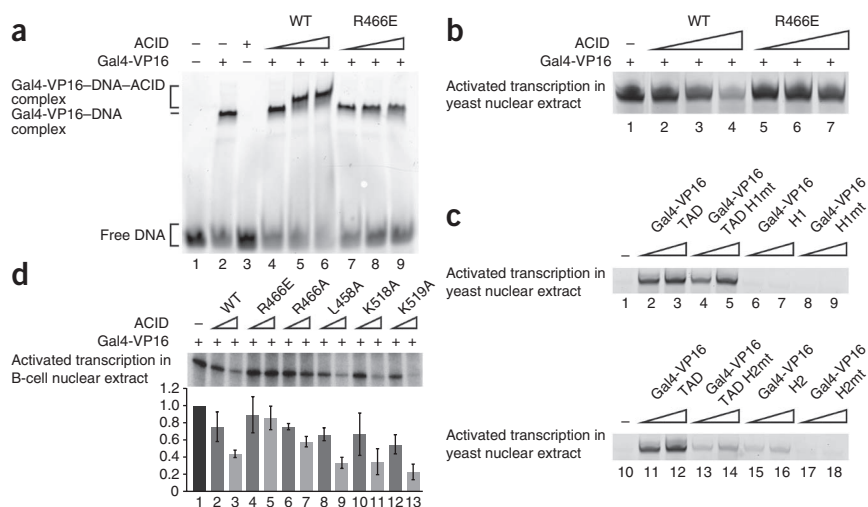 a
WT R466E
ACID – – +
Gal4-VP16 – + – + + + + + +
Gal4-VP16–DNA–ACID
complex
Gal4-VP16–DNA
complex
Free DNA
1 2 3 4 5 6 7 8 9
b
WT R466E
ACID –
Gal4-VP16 + + + + + + +
Activated transcription in
yeast nuclear extract
1 2 3 4 5 6 7
c
Gal4-VP16
TAD
Gal4-VP16
TAD H1mt
Gal4-VP16
H1
Gal4-VP16
H1mt
–
Activated transcription in
yeast nuclear extract
1 2 3 4 5 6 7 8 9
Gal4-VP16
TAD
Gal4-VP16
TAD H2mt
Gal4-VP16
H2
Gal4-VP16
H2mt
–
Activated transcription in
yeast nuclear extract
10 11 12 13 14 15 16 17 18
d
WT R466E R466A L458A K518A K519A
ACID –
Gal4-VP16 + + + + + + + + + + + + +
Activated transcription in
B-cell nuclear extract
1.2
1.0
0.8
0.6
0.4
0.2
0
1 2 3 4 5 6 7 8 9 10 11 12 13